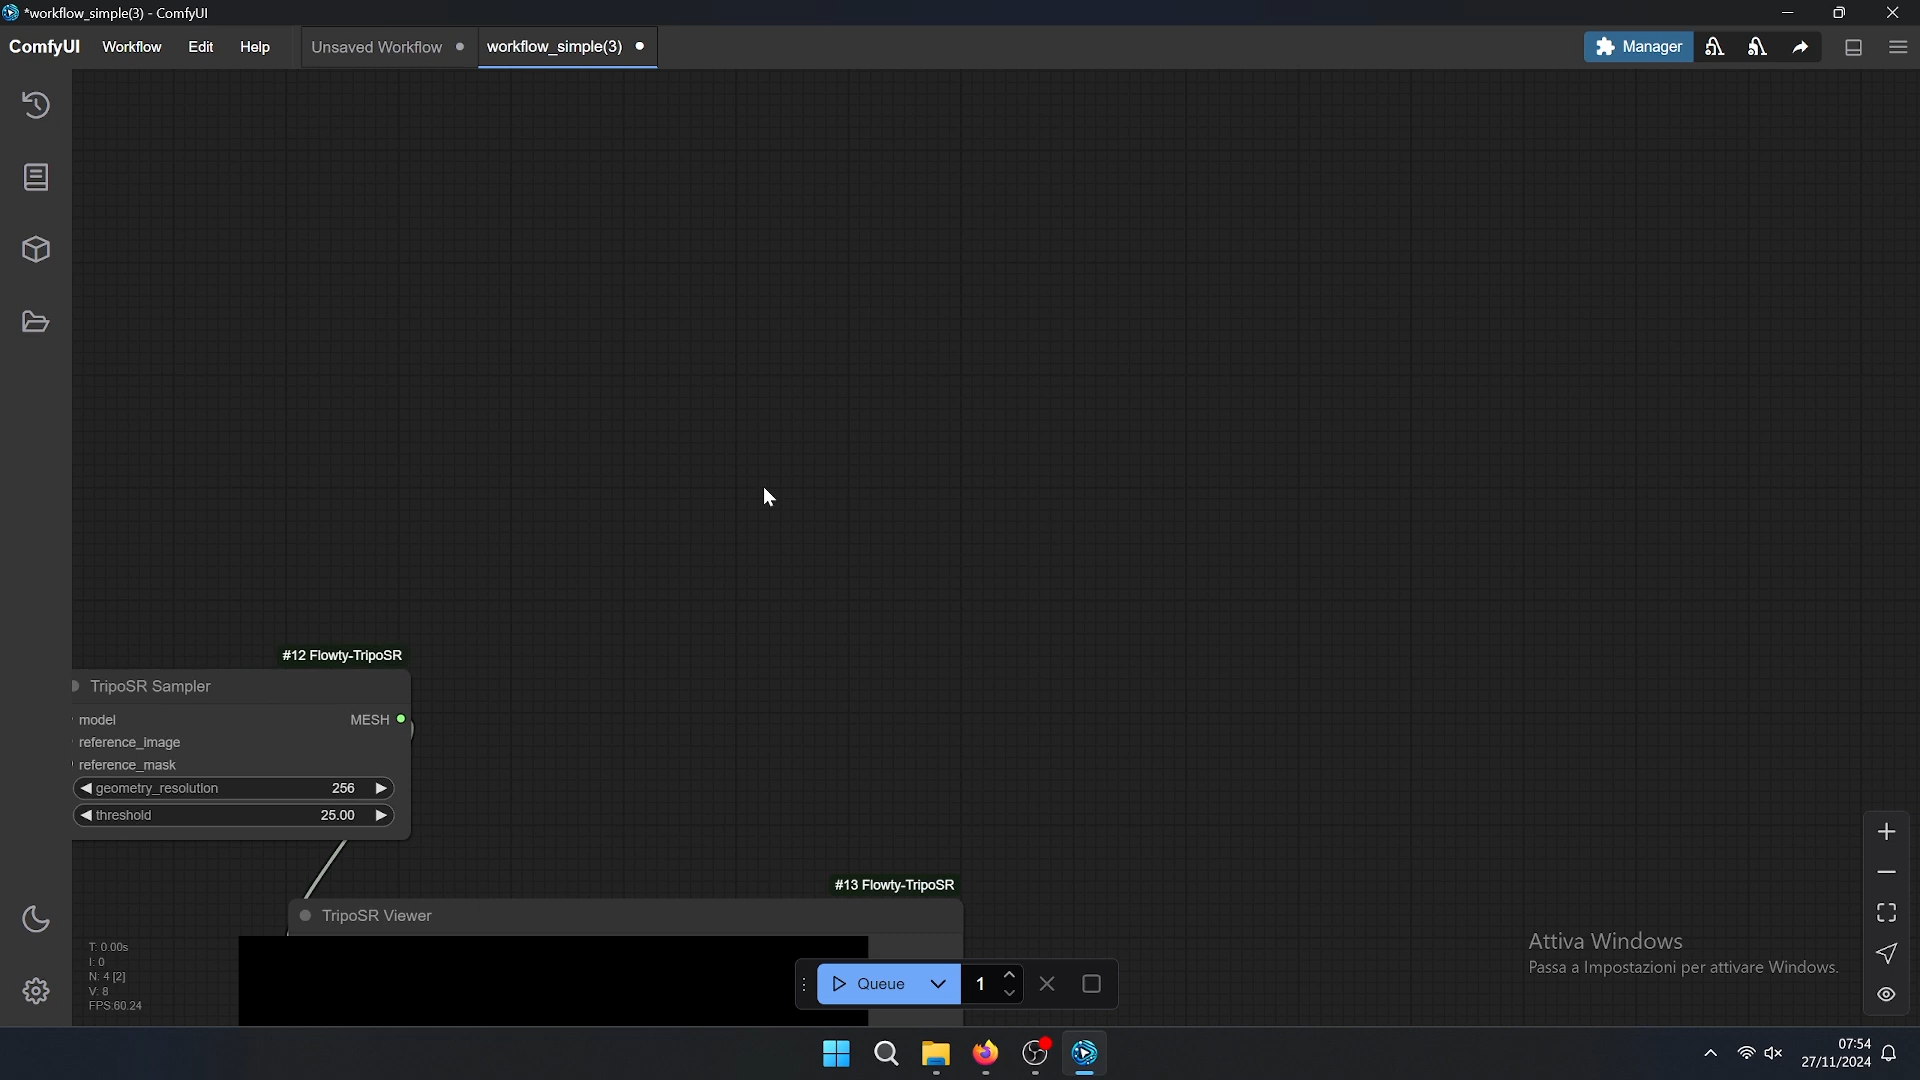 *workflow_simple(3) - ComfyUI
ComfyUI Workflow Edit Help Unsaved Workflow workflow_simple(3) Manager
#12 Flowty-TripoSR
TripoSR Sampler
model MESH
reference_image
reference_mask
geometry_resolution 256
threshold 25.00
#13 Flowty-TripoSR
TripoSR Viewer
T: 0.00s
I: 0
N: 4 [2]
V: 8
FPS:60.24
Queue 1
Attiva Windows
Passa a Impostazioni per attivare Windows.
07:54
27/11/2024